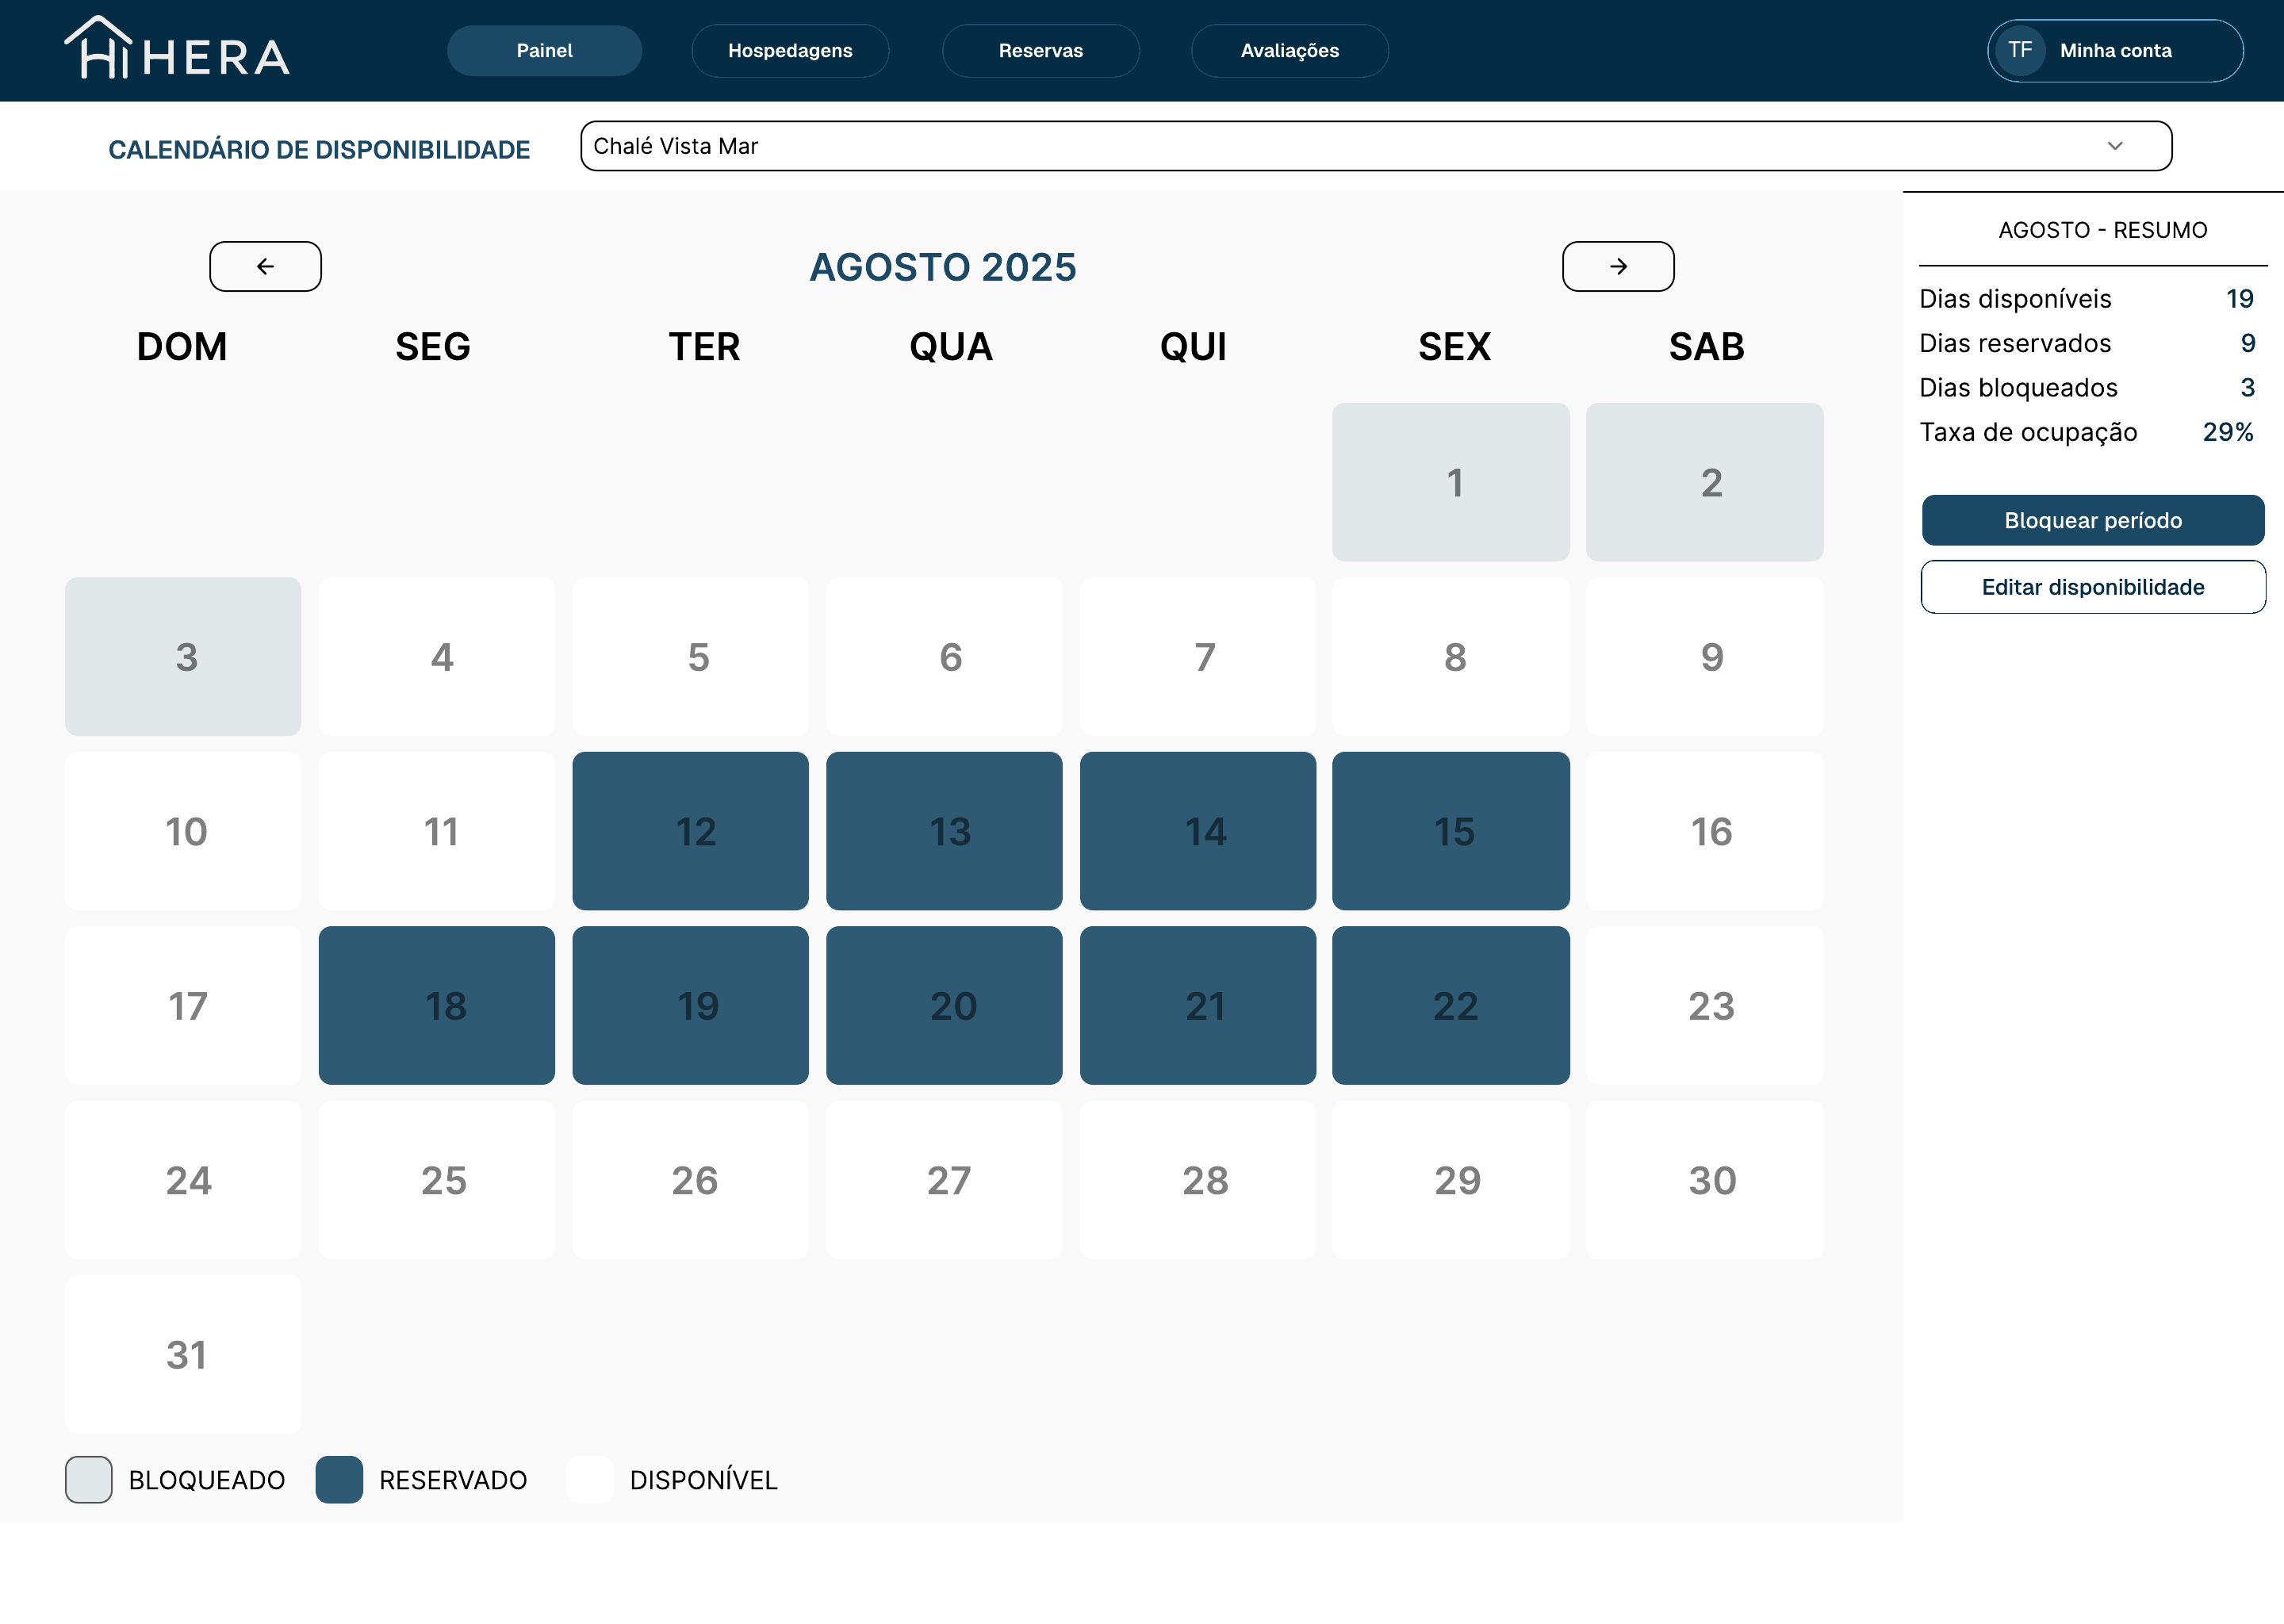 HERA
Painel
Hospedagens
Reservas
Avaliações
TF
Minha conta
CALENDÁRIO DE DISPONIBILIDADE
Chalé Vista Mar
AGOSTO 2025
DOM SEG TER QUA QUI SEX SAB
1 2
3 4 5 6 7 8 9
10 11 12 13 14 15 16
17 18 19 20 21 22 23
24 25 26 27 28 29 30
31
BLOQUEADO RESERVADO DISPONÍVEL
AGOSTO - RESUMO
Dias disponíveis 19
Dias reservados 9
Dias bloqueados 3
Taxa de ocupação 29%
Bloquear período
Editar disponibilidade